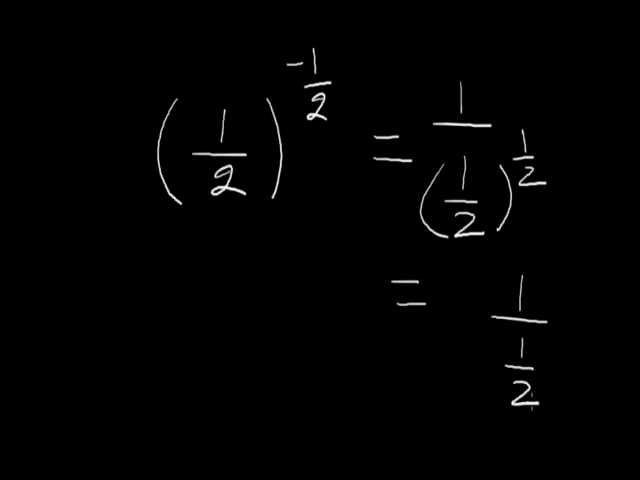 (1/2)^-1/2 = 1/(1/2)^1/2
= 1/1/2